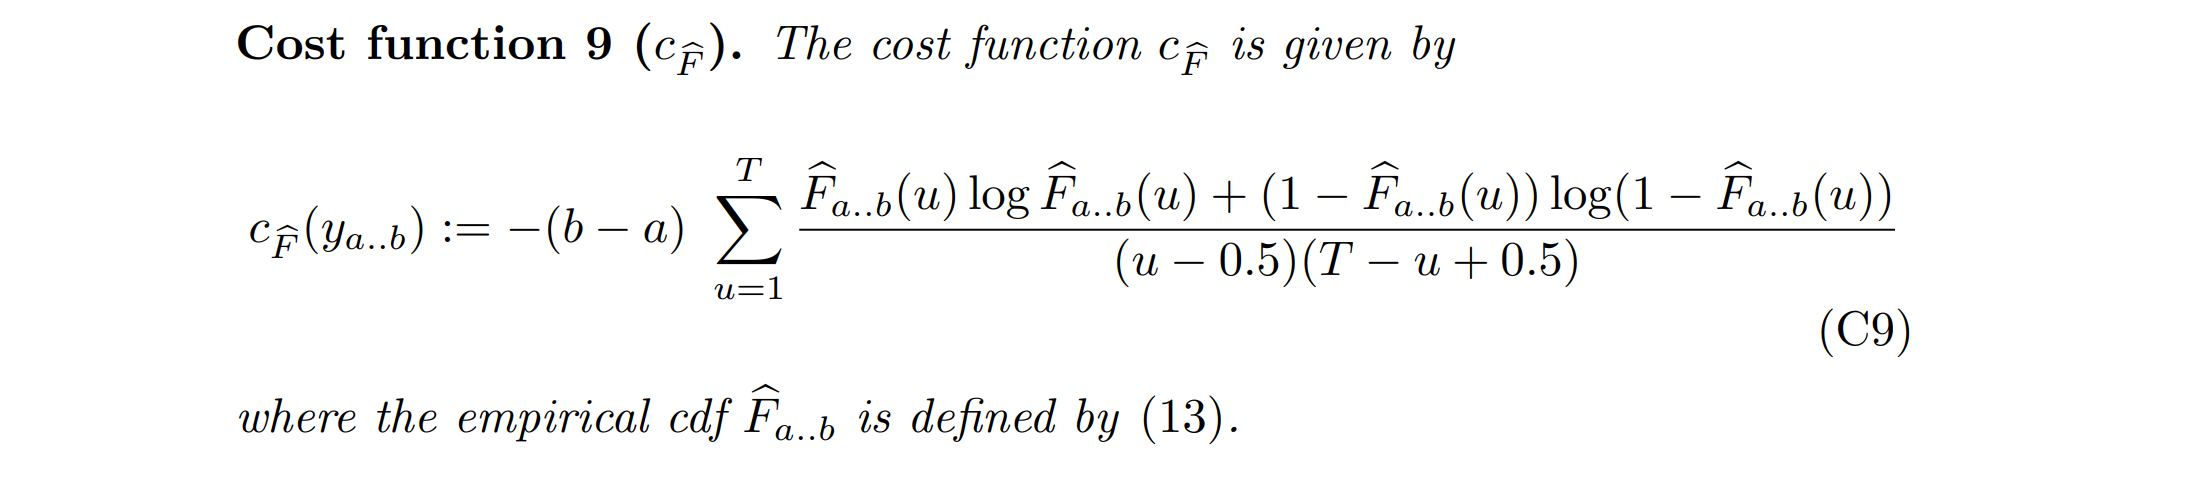 Cost function 9 ($c_{\widehat{F}}$). The cost function $c_{\widehat{F}}$ is given by
$c_{\widehat{F}}(y_{a..b}) := -(b-a) \sum_{u=1}^{T} \frac{\widehat{F}_{a..b}(u) \log \widehat{F}_{a..b}(u) + (1 - \widehat{F}_{a..b}(u)) \log(1 - \widehat{F}_{a..b}(u))}{(u-0.5)(T-u+0.5)}$
(C9)
where the empirical cdf $\widehat{F}_{a..b}$ is defined by (13).